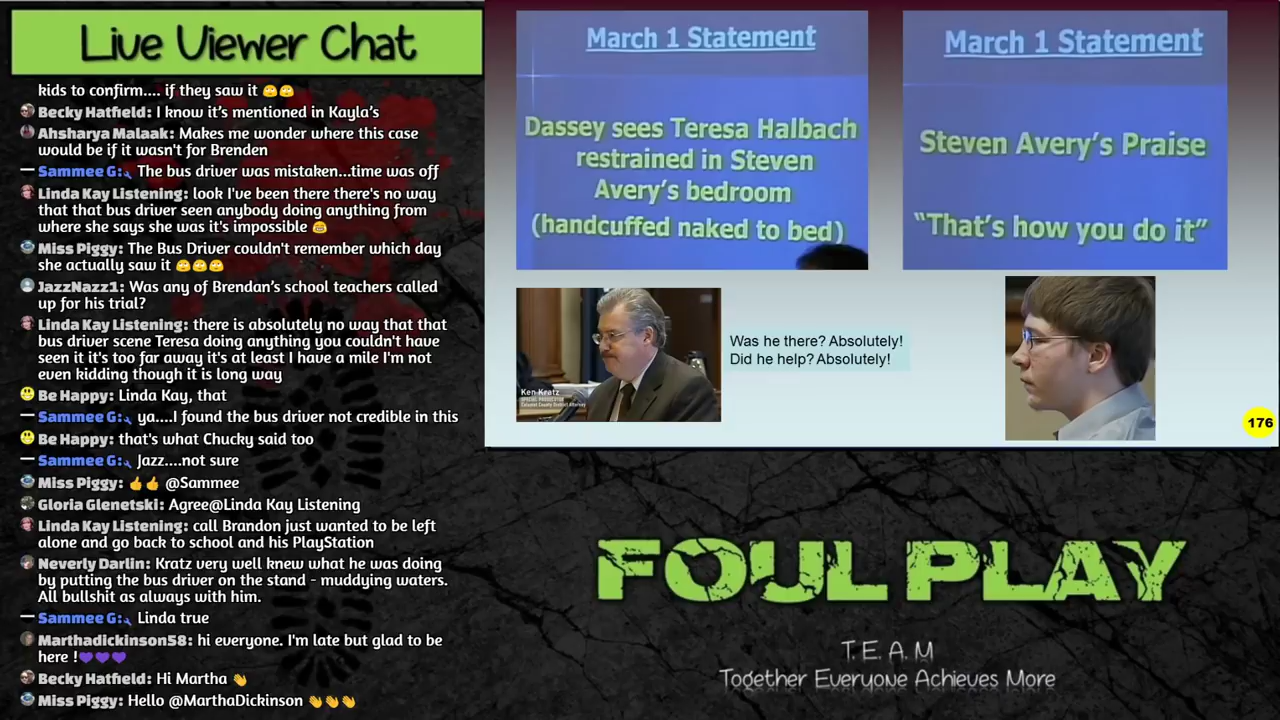 Live Viewer Chat
kids to confirm.... if they saw it 🙄🙄
Becky Hatfield: I know it's mentioned in Kayla's
Ahsharya Malaak: Makes me wonder where this case
would be if it wasn't for Brenden
Sammee G:🔧 The bus driver was mistaken...time was off
Linda Kay Listening: look I've been there there's no way
that that bus driver seen anybody doing anything from
where she says she was it's impossible 😂
Miss Piggy: The Bus Driver couldn't remember which day
she actually saw it 🙄🙄🙄
JazzNazz1: Was any of Brendan's school teachers called
up for his trial?
Linda Kay Listening: there is absolutely no way that that
bus driver scene Teresa doing anything you couldn't have
seen it it's too far away it's at least I have a mile I'm not
even kidding though it is long way
Be Happy: Linda Kay, that
Sammee G:🔧 ya....I found the bus driver not credible in this
Be Happy: that's what Chucky said too
Sammee G:🔧 Jazz....not sure
Miss Piggy: 👍👍 @Sammee
Gloria Glenetski: Agree@Linda Kay Listening
Linda Kay Listening: call Brandon just wanted to be left
alone and go back to school and his PlayStation
Neverly Darlin: Kratz very well knew what he was doing
by putting the bus driver on the stand - muddying waters.
All bullshit as always with him.
Sammee G:🔧 Linda true
Marthadickinson58: hi everyone. I'm late but glad to be
here !💜💜💜
Becky Hatfield: Hi Martha 👋
Miss Piggy: Hello @MarthaDickinson 👋👋👋
March 1 Statement
Dassey sees Teresa Halbach
restrained in Steven
Avery's bedroom
(handcuffed naked to bed)
March 1 Statement
Steven Avery's Praise
"That's how you do it"
Ken Kratz
SPECIAL PROSECUTOR
Calumet County District Attorney
Was he there? Absolutely!
Did he help? Absolutely!
176
FOUL PLAY
T.E.A.M
Together Everyone Achieves More